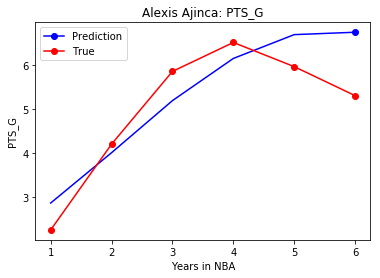 Alexis Ajinca: PTS_G
Prediction
True
PTS_G
6
5
4
3
1
2
3
4
5
6
Years in NBA